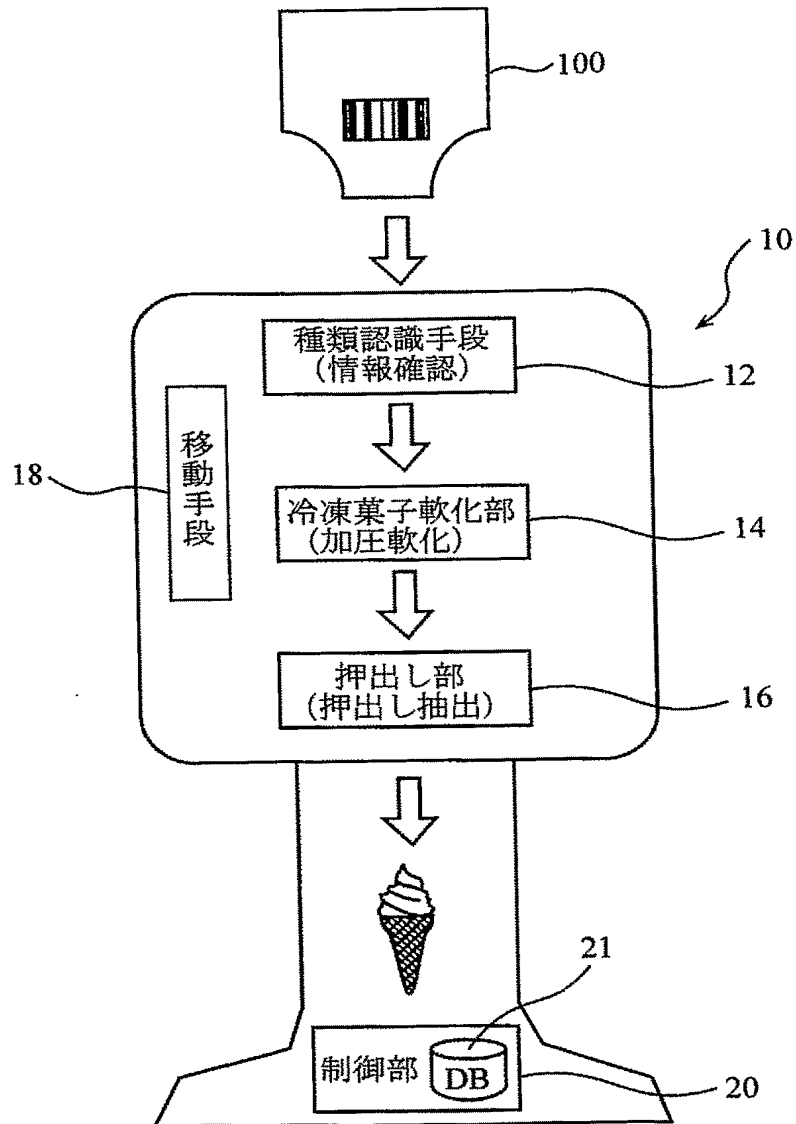 100
10
種類認識手段
(情報確認)
12
移動手段
18
冷凍菓子軟化部
(加圧軟化)
14
押出し部
(押出し抽出)
16
21
制御部
DB
20